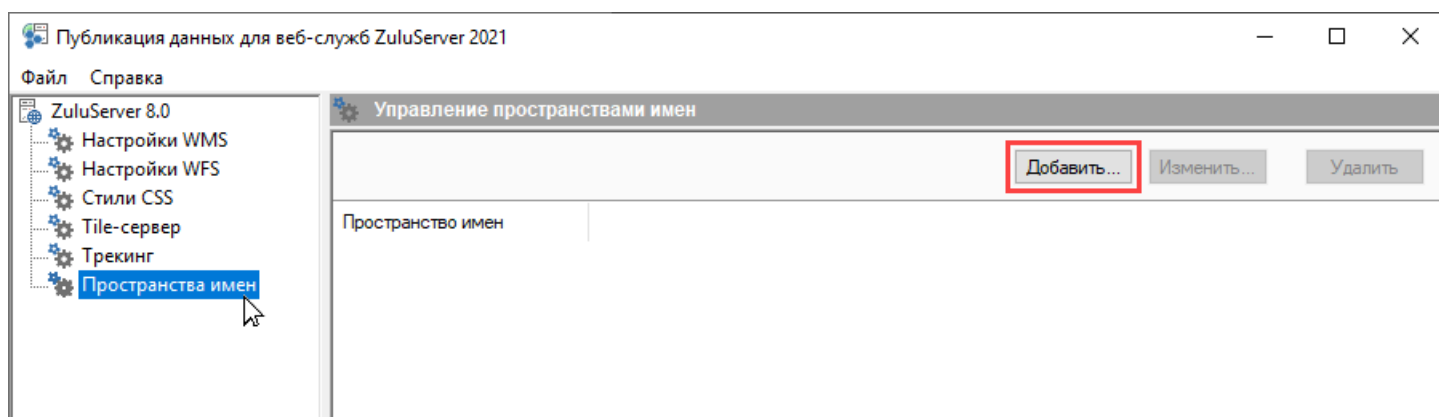 Публикация данных для веб-служб ZuluServer 2021
Файл Справка
ZuluServer 8.0
Настройки WMS
Настройки WFS
Стили CSS
Tile-сервер
Трекинг
Пространства имен
Управление пространствами имен
Добавить... Изменить... Удалить
Пространство имен